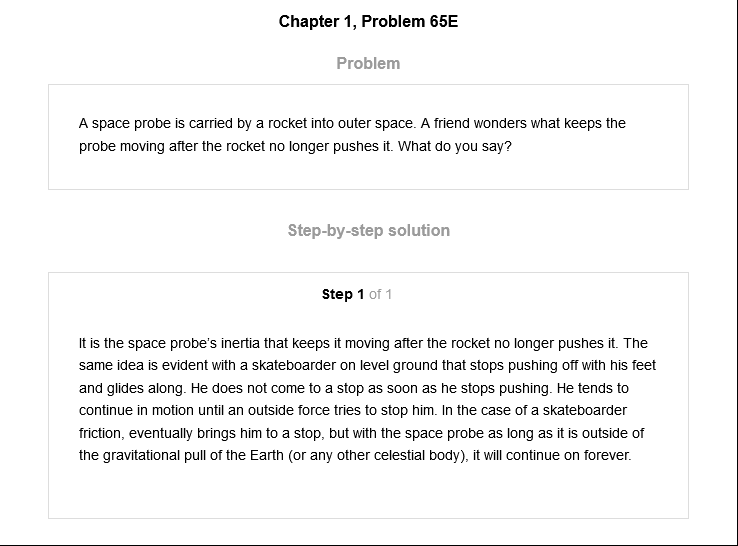 Chapter 1, Problem 65E
Problem
A space probe is carried by a rocket into outer space. A friend wonders what keeps the
probe moving after the rocket no longer pushes it. What do you say?
Step-by-step solution
Step 1 of 1
It is the space probe's inertia that keeps it moving after the rocket no longer pushes it. The
same idea is evident with a skateboarder on level ground that stops pushing off with his feet
and glides along. He does not come to a stop as soon as he stops pushing. He tends to
continue in motion until an outside force tries to stop him. In the case of a skateboarder
friction, eventually brings him to a stop, but with the space probe as long as it is outside of
the gravitational pull of the Earth (or any other celestial body), it will continue on forever.